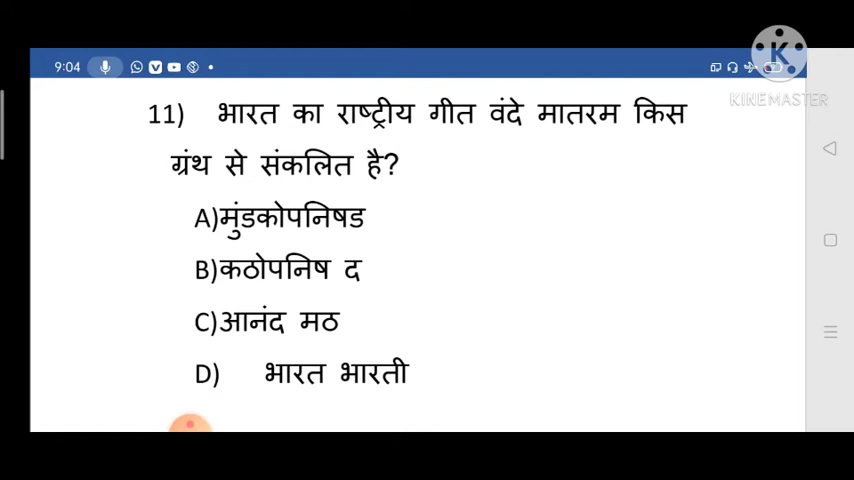 9:04
KINEMASTER
11) भारत का राष्ट्रीय गीत वंदे मातरम किस
ग्रंथ से संकलित है?
A)मुंडकोपनिषड
B)कठोपनिष द
C)आनंद मठ
D) भारत भारती